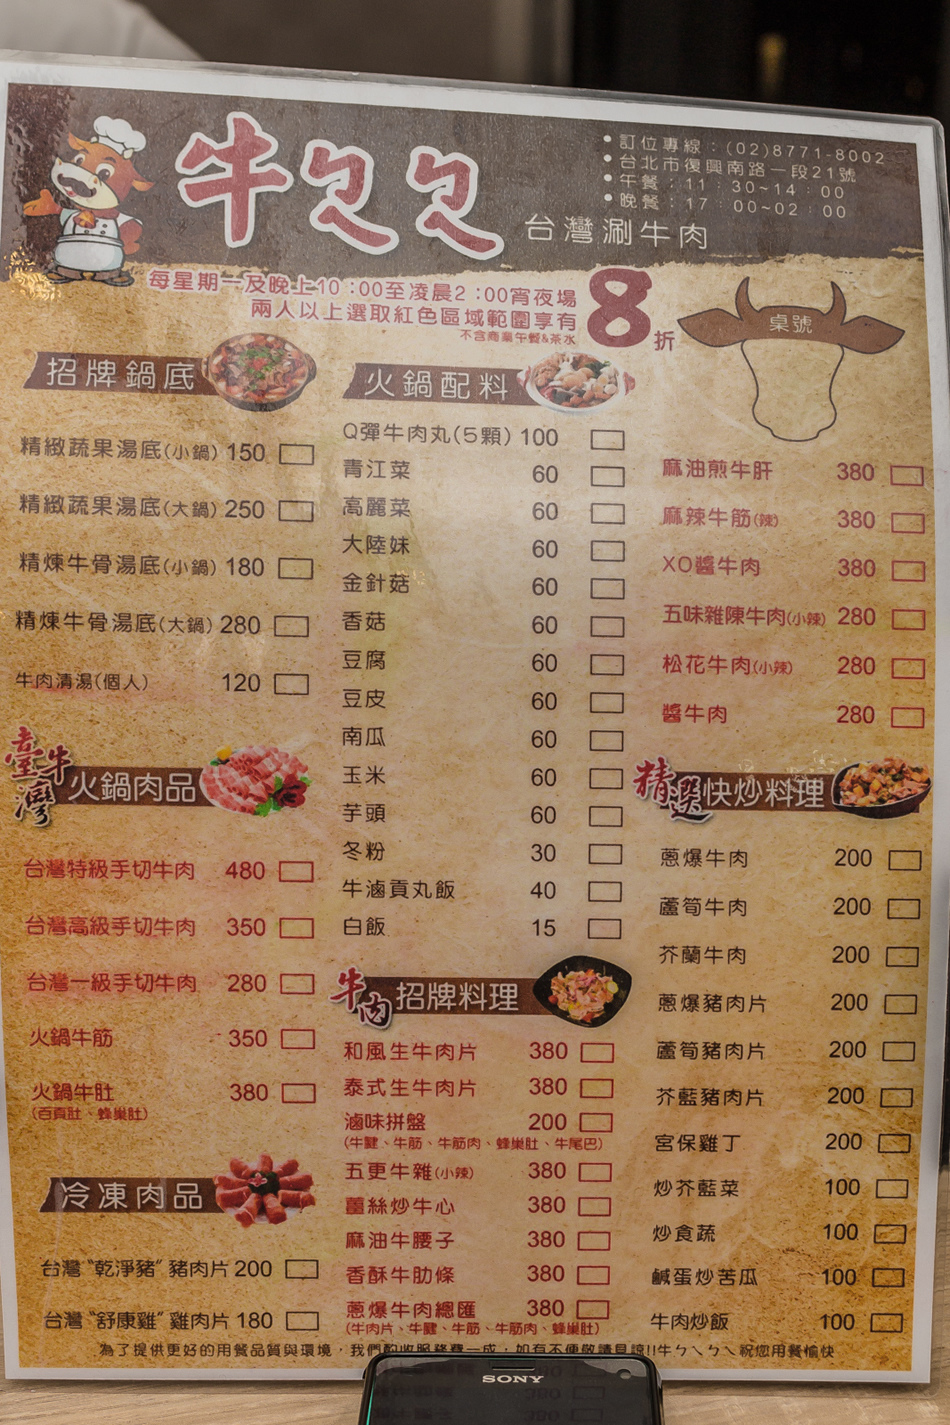 牛ㄆㄆ
台灣涮牛肉
• 訂位專線：(02)8771-8002
• 台北市復興南路一段21號
• 午餐：11：30~14：00
• 晚餐：17：00~02：00
每星期一及晚上10：00至凌晨2：00宵夜場
兩人以上選取紅色區域範圍享有
8折
不含商業午餐&茶水
桌號
招牌鍋底
精緻蔬果湯底(小鍋) 150
精緻蔬果湯底(大鍋) 250
精煉牛骨湯底(小鍋) 180
精煉牛骨湯底(大鍋) 280
牛肉清湯(個人) 120
臺灣牛火鍋肉品
台灣特級手切牛肉 480
台灣高級手切牛肉 350
台灣一級手切牛肉 280
火鍋牛筋 350
火鍋牛肚 380
(百頁肚、蜂巢肚)
冷凍肉品
台灣“乾淨豬”豬肉片 200
台灣“舒康雞”雞肉片 180
火鍋配料
Q彈牛肉丸(5顆) 100
青江菜 60
高麗菜 60
大陸妹 60
金針菇 60
香菇 60
豆腐 60
豆皮 60
南瓜 60
玉米 60
芋頭 60
冬粉 30
牛滷貢丸飯 40
白飯 15
牛肉招牌料理
和風生牛肉片 380
泰式生牛肉片 380
滷味拼盤 200
(牛腱、牛筋、牛筋肉、蜂巢肚、牛尾巴)
五更牛雜(小辣) 380
薑絲炒牛心 380
麻油牛腰子 380
香酥牛肋條 380
蔥爆牛肉總匯 380
(牛肉片、牛腱、牛筋、牛筋肉、蜂巢肚)
麻油煎牛肝 380
麻辣牛筋(辣) 380
XO醬牛肉 380
五味雜陳牛肉(小辣) 280
松花牛肉(小辣) 280
醬牛肉 280
精選快炒料理
蔥爆牛肉 200
蘆筍牛肉 200
芥蘭牛肉 200
蔥爆豬肉片 200
蘆筍豬肉片 200
芥藍豬肉片 200
宮保雞丁 200
炒芥藍菜 100
炒食蔬 100
鹹蛋炒苦瓜 100
牛肉炒飯 100
為了提供更好的用餐品質與環境，我們酌收服務費一成，如有不便敬請見諒!!牛ㄣㄟㄣㄟ祝您用餐愉快
SONY